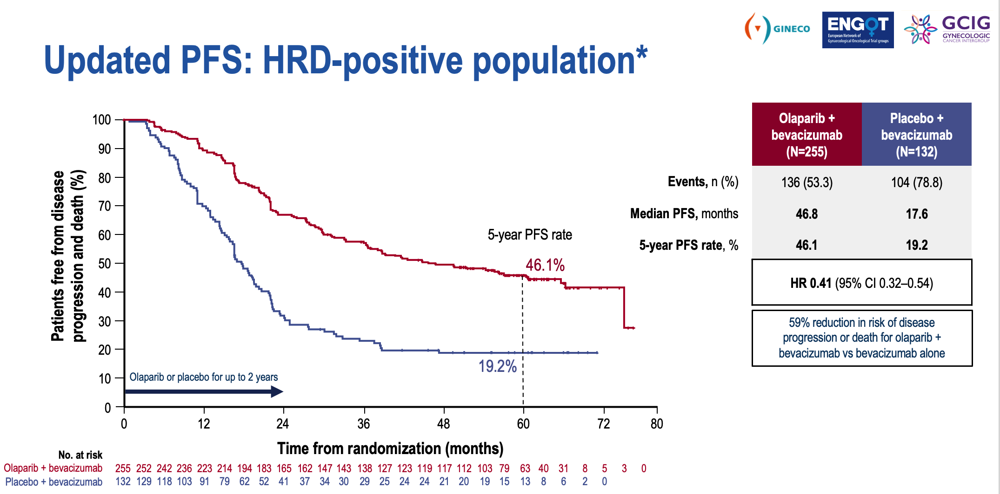 GINECO
ENGOT
European Network of
Gynaecological Oncological Trial groups
GCIG
GYNECOLOGIC
CANCER INTERGROUP
Updated PFS: HRD-positive population*
Patients free from disease
progression and death (%)
100
90
80
70
60
50
40
30
20
10
0
5-year PFS rate
46.1%
19.2%
Olaparib or placebo for up to 2 years
0 12 24 36 48 60 72 80
Time from randomization (months)
No. at risk
Olaparib + bevacizumab 255 252 242 236 223 214 194 183 165 162 147 143 138 127 123 119 117 112 103 79 63 40 31 8 5 3 0
Placebo + bevacizumab 132 129 118 103 91 79 62 52 41 37 34 30 29 25 24 24 21 20 19 15 13 8 6 2 0
Olaparib +
bevacizumab
(N=255)
Placebo +
bevacizumab
(N=132)
Events, n (%) 136 (53.3) 104 (78.8)
Median PFS, months 46.8 17.6
5-year PFS rate, % 46.1 19.2
HR 0.41 (95% CI 0.32–0.54)
59% reduction in risk of disease
progression or death for olaparib +
bevacizumab vs bevacizumab alone